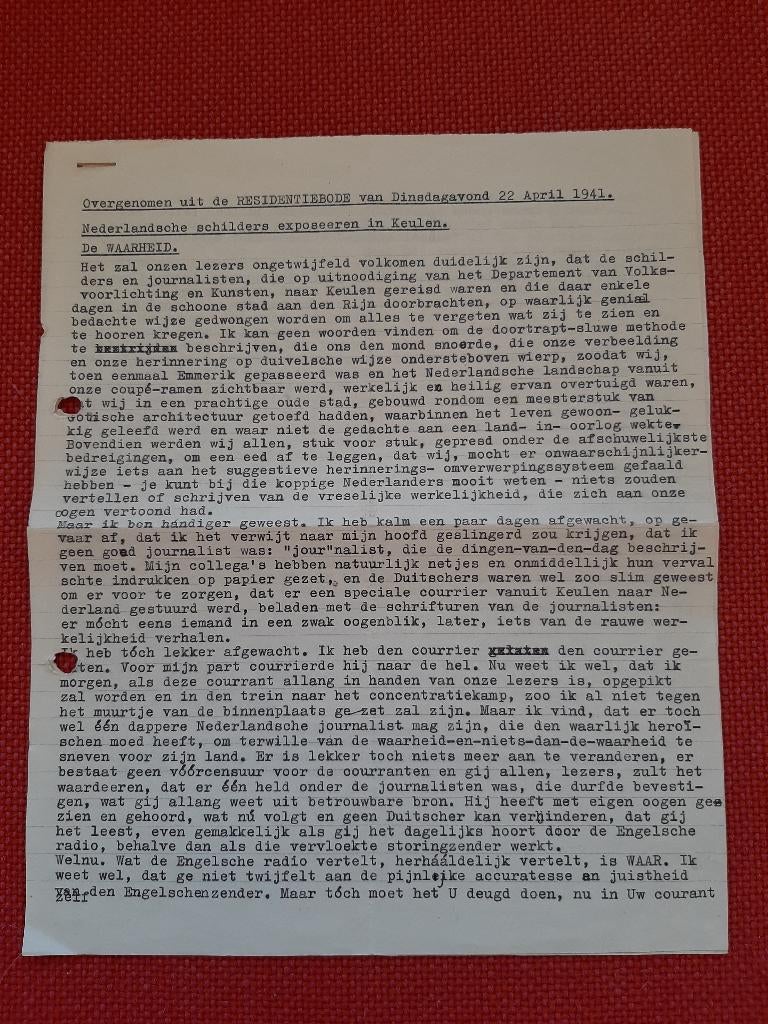 Overgenomen uit de RESIDENTIEBODE van Dinsdagavond 22 April 1941.
Nederlandsche schilders exposeeren in Keulen.
De WAARHEID.
Het zal onzen lezers ongetwijfeld volkomen duidelijk zijn, dat de schil-
ders en journalisten, die op uitnoodiging van het Departement van Volks-
voorlichting en Kunsten, naar Keulen gereisd waren en die daar enkele
dagen in de schoone stad aan den Rijn doorbrachten, op waarlijk genial
bedachte wijze gedwongen worden om alles te vergeten wat zij te zien en
te hooren kregen. Ik kan geen woorden vinden om de doortrapt-sluwe methode
te beschrijven, die ons den mond snoerde, die onze verbeelding
en onze herinnering op duivelsche wijze ondersteboven wierp, zoodat wij,
toen eenmaal Emmerik gepasseerd was en het Nederlandsche landschap vanuit
onze coupé-ramen zichtbaar werd, werkelijk en heilig ervan overtuigd waren,
at wij in een prachtige oude stad, gebouwd rondom een meesterstuk van
gotische architectuur getoefd hadden, waarbinnen het leven gewoon- geluk-
kig geleefd werd en waar niet de gedachte aan een land- in- oorlog wekte.
Bovendien werden wij allen, stuk voor stuk, gepresd onder de afschuwelijkste
bedreigingen, om een eed af te leggen, dat wij, mocht er onwaarschijnlijker-
wijze iets aan het suggestieve herinnerings- omverwerpingssysteem gefaald
hebben - je kunt bij die koppige Nederlanders mooit weten - niets zouden
vertellen of schrijven van de vreselijke werkelijkheid, die zich aan onze
oogen vertoond had.
Maar ik ben handiger geweest. Ik heb kalm een paar dagen afgewacht, op ge-
vaar af, dat ik het verwijt naar mijn hoofd geslingerd zou krijgen, dat ik
geen goed journalist was: "jour"nalist, die de dingen-van-den-dag beschrij-
ven moet. Mijn collega's hebben natuurlijk netjes en onmiddellijk hun verval
schte indrukken op papier gezet, en de Duitschers waren wel zoo slim geweest
om er voor te zorgen, dat er een speciale courrier vanuit Keulen naar Ne-
derland gestuurd werd, beladen met de schrifturen van de journalisten:
er mócht eens iemand in een zwak oogenblik, later, iets van de rauwe wer-
kelijkheid verhalen.
Ik heb tóch lekker afgewacht. Ik heb den courrier den courrier ge-
ten. Voor mijn part courrierde hij naar de hel. Nu weet ik wel, dat ik
morgen, als deze courant allang in handen van onze lezers is, opgepikt
zal worden en in den trein naar het concentratiekamp, zoo ik al niet tegen
het muurtje van de binnenplaats ge-zet zal zijn. Maar ik vind, dat er toch
wel één dappere Nederlandsche journalist mag zijn, die den waarlijk heroï-
schen moed heeft, om terwille van de waarheid-en-niets-dan-de-waarheid te
sneven voor zijn land. Er is lekker toch niets meer aan te veranderen, er
bestaat geen vóórcensuur voor de courranten en gij allen, lezers, zult het
waardeeren, dat er één held onder de journalisten was, die durfde bevesti-
gen, wat gij allang weet uit betrouwbare bron. Hij heeft met eigen oogen ge
zien en gehoord, wat nú volgt en geen Duitscher kan verhinderen, dat gij
het leest, even gemakkelijk als gij het dagelijks hoort door de Engelsche
radio, behalve dan als die vervloekte storingzender werkt.
Welnu. Wat de Engelsche radio vertelt, herháaldelijk vertelt, is WAAR. Ik
weet wel, dat ge niet twijfelt aan de pijnlijke accuratesse en juistheid
van den Engelschenzender. Maar tóch moet het U deugd doen, nu in Uw courant
zelf